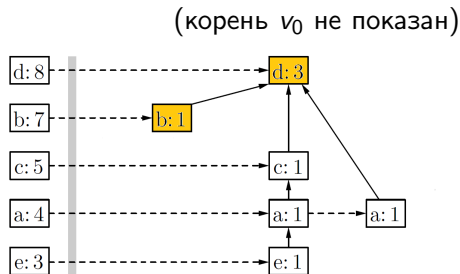 (корень v₀ не показан)
d: 8 d: 3
b: 7 b: 1
c: 5 c: 1
a: 4 a: 1 a: 1
e: 3 e: 1